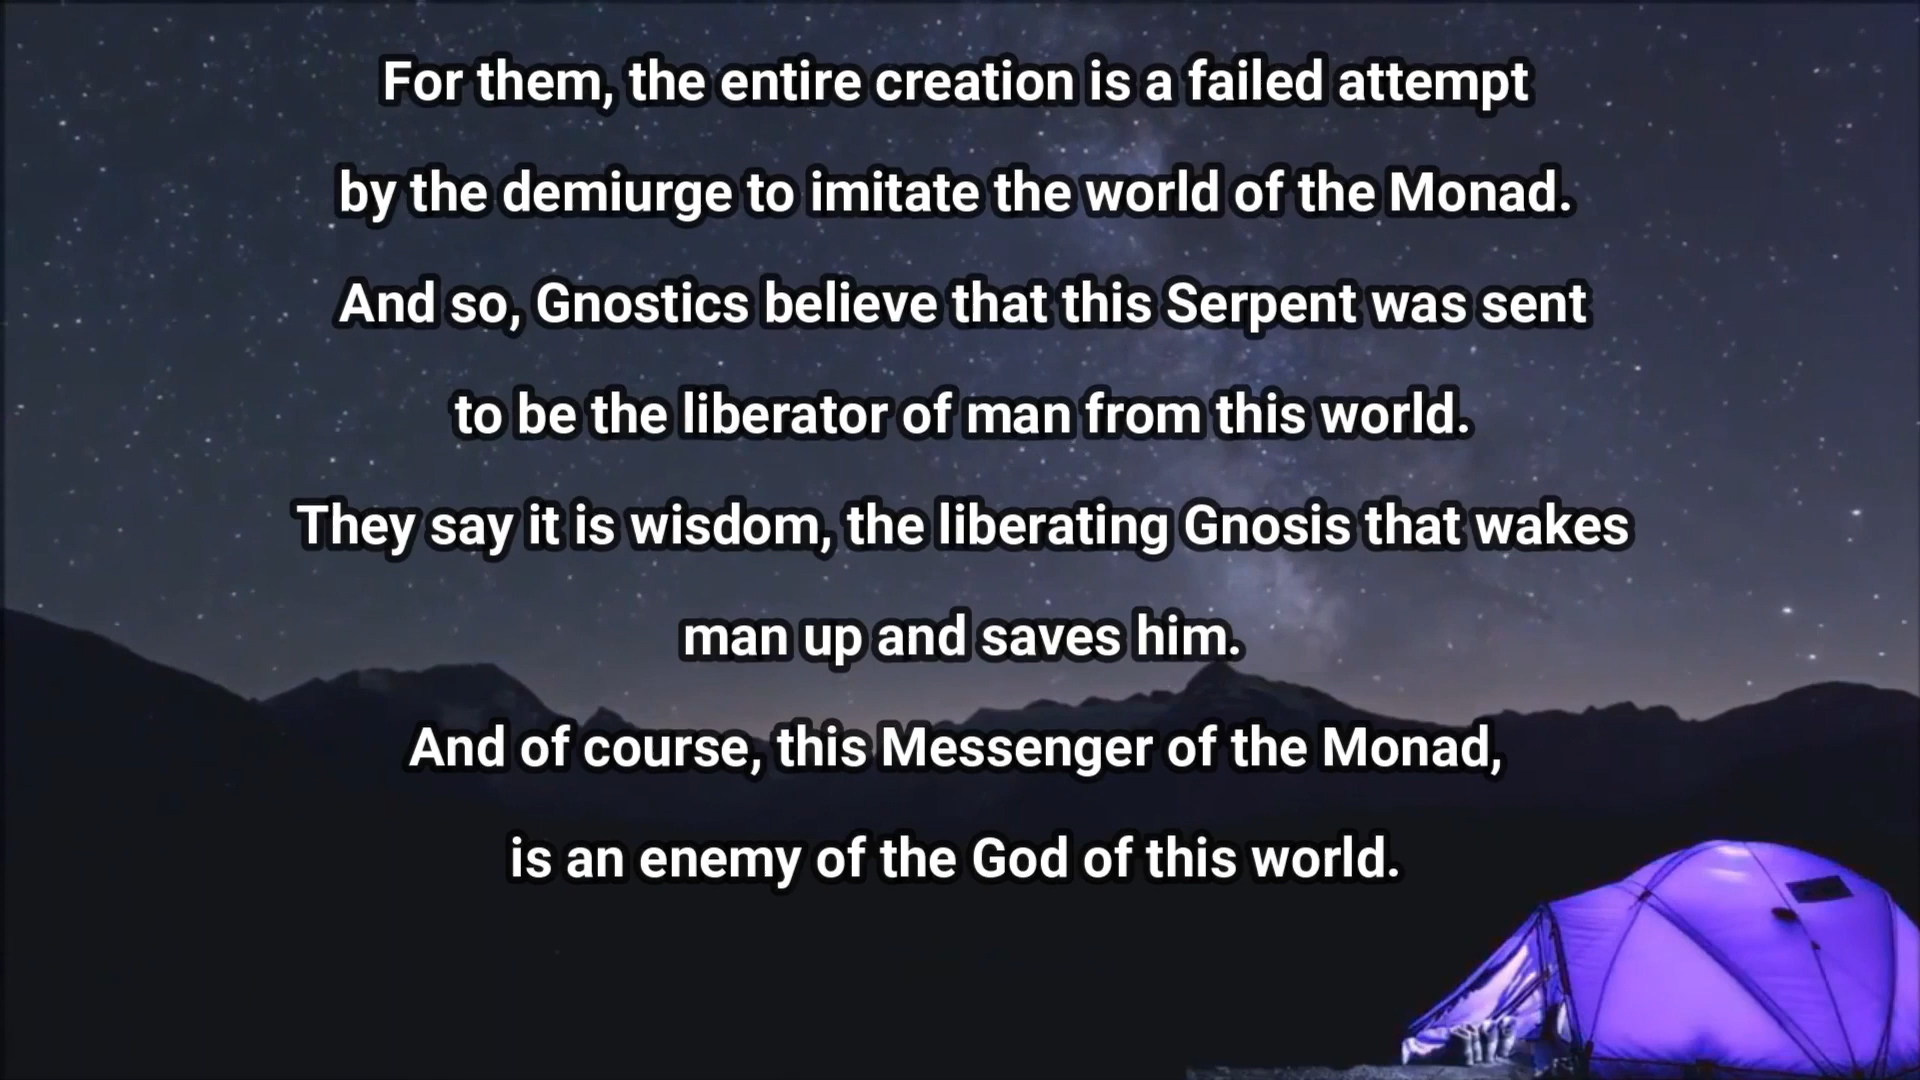 For them, the entire creation is a failed attempt
by the demiurge to imitate the world of the Monad.
And so, Gnostics believe that this Serpent was sent
to be the liberator of man from this world.
They say it is wisdom, the liberating Gnosis that wakes
man up and saves him.
And of course, this Messenger of the Monad,
is an enemy of the God of this world.